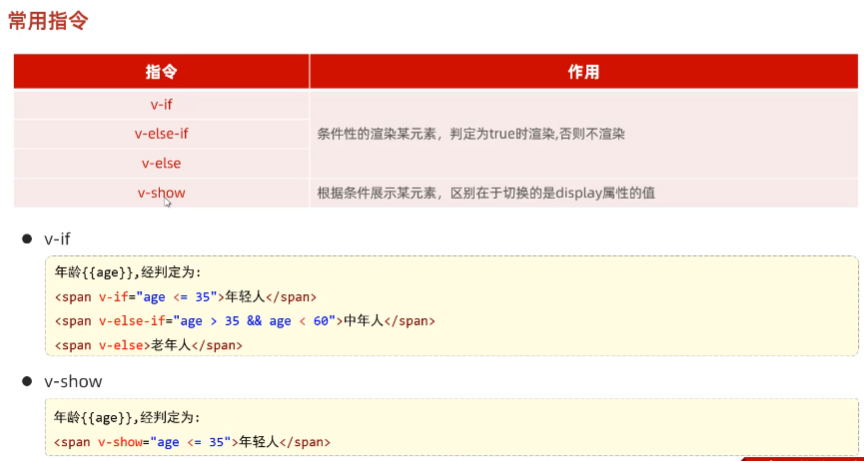 常用指令
指令 作用
v-if
v-else-if 条件性的渲染某元素，判定为true时渲染,否则不渲染
v-else
v-show 根据条件展示某元素，区别在于切换的是display属性的值
● v-if
年龄{{age}},经判定为:
<span v-if="age <= 35">年轻人</span>
<span v-else-if="age > 35 && age < 60">中年人</span>
<span v-else>老年人</span>
● v-show
年龄{{age}},经判定为:
<span v-show="age <= 35">年轻人</span>